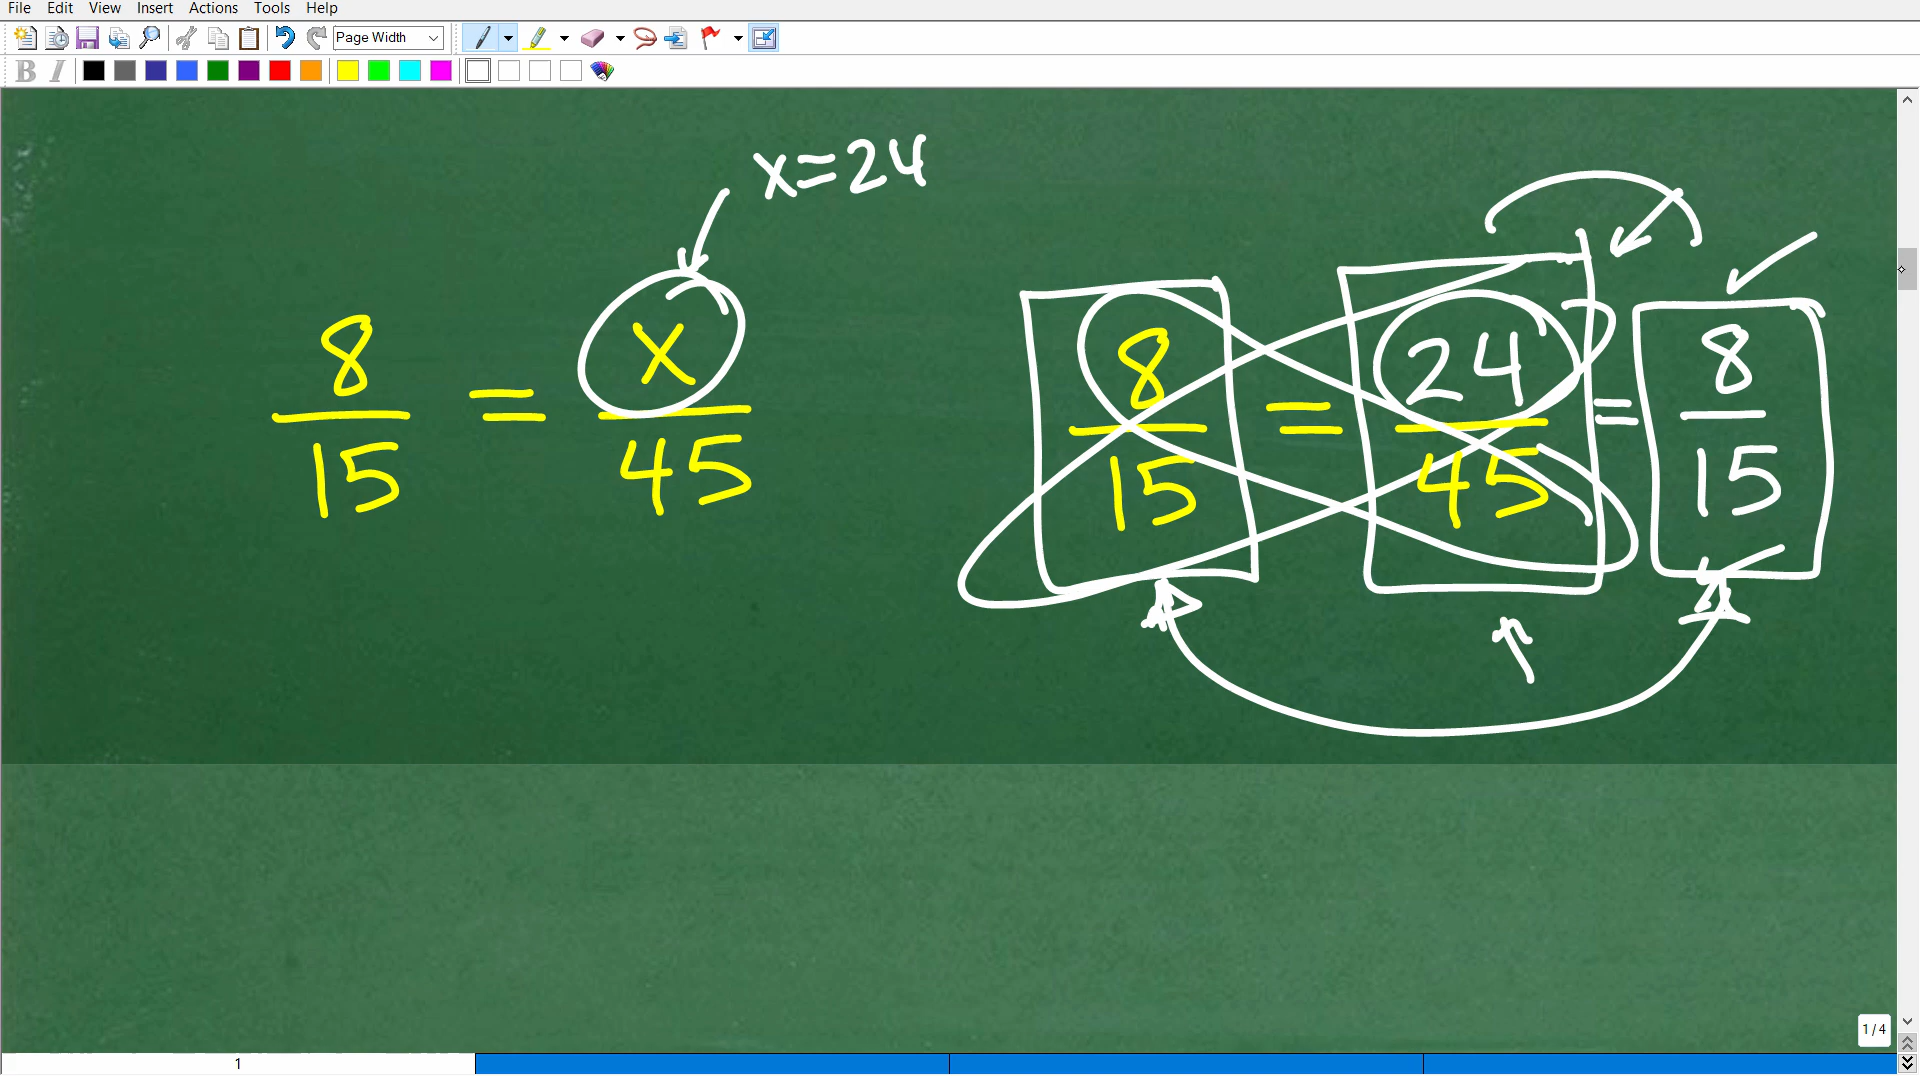 File Edit View Insert Actions Tools Help
Page Width
B I
x=24
8/15 = x/45
8/15 = 24/45 = 8/15
1 / 4
1